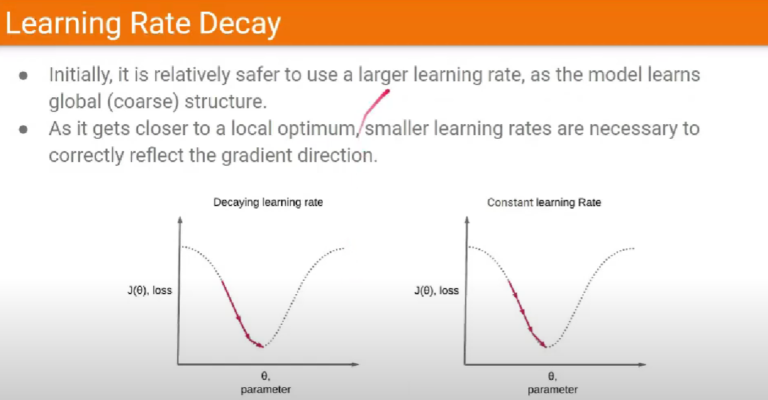 Learning Rate Decay
● Initially, it is relatively safer to use a larger learning rate, as the model learns
global (coarse) structure.
● As it gets closer to a local optimum, smaller learning rates are necessary to
correctly reflect the gradient direction.
Decaying learning rate
J(θ), loss
θ,
parameter
Constant learning Rate
J(θ), loss
θ,
parameter